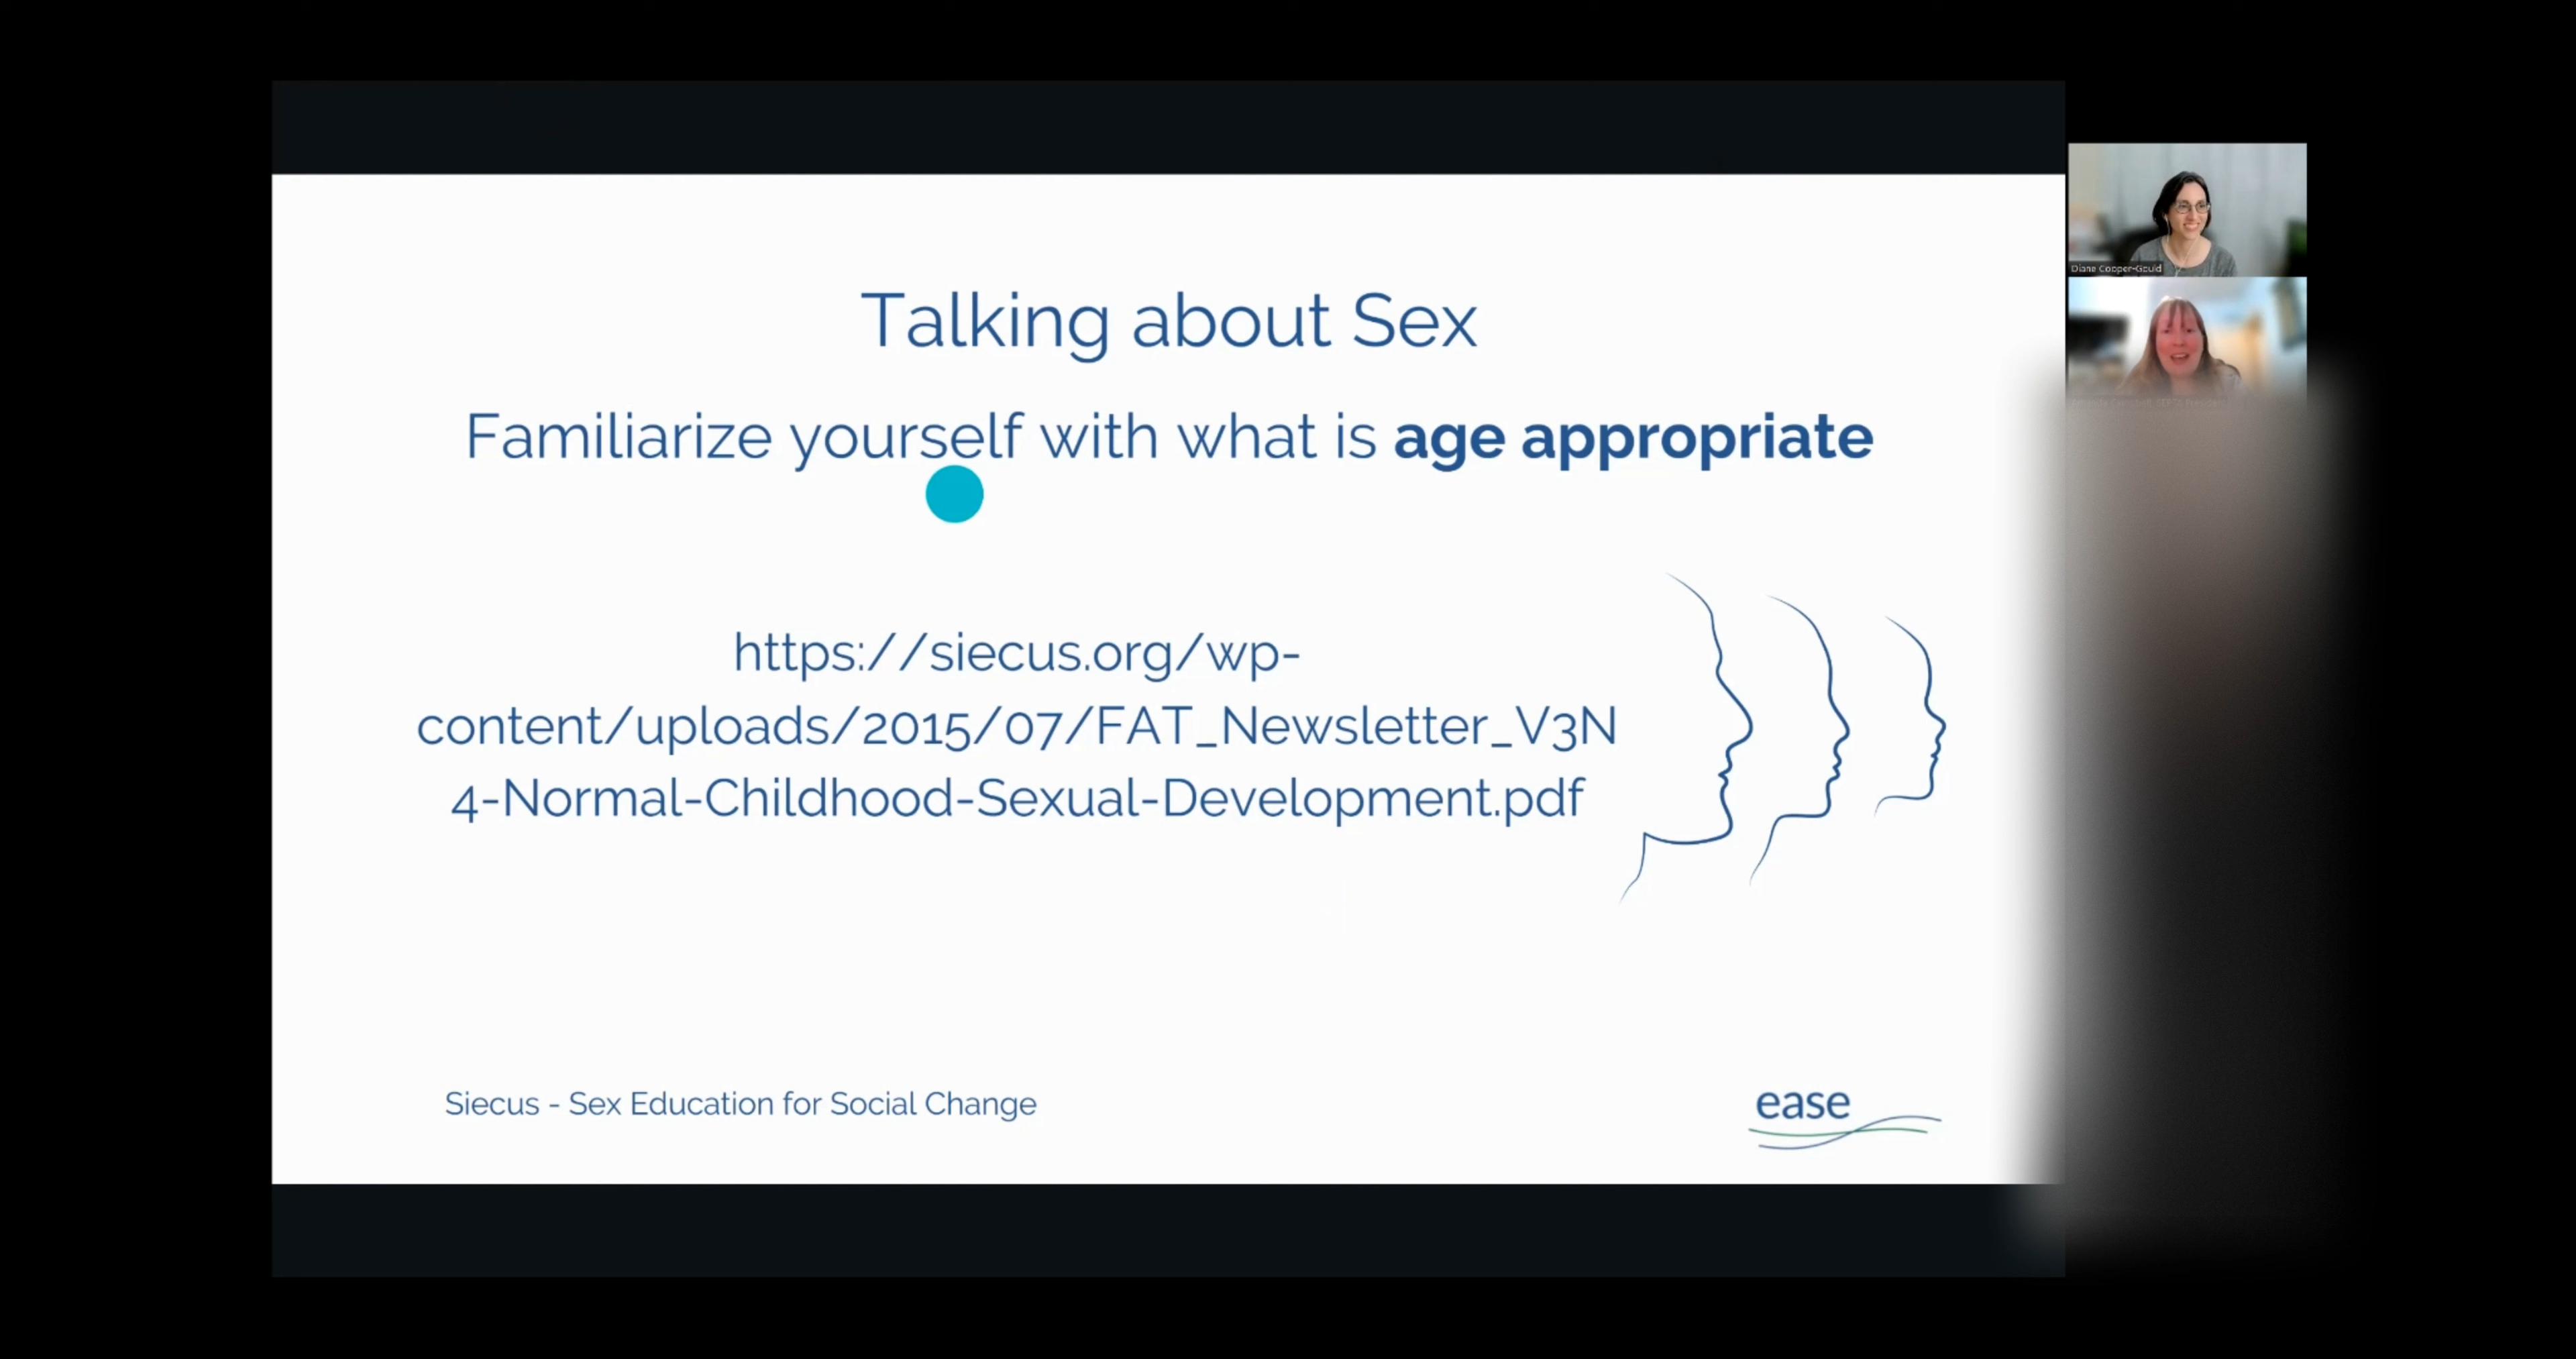 Talking about Sex
Familiarize yourself with what is age appropriate
https://siecus.org/wp-
content/uploads/2015/07/FAT_Newsletter_V3N
4-Normal-Childhood-Sexual-Development.pdf
Siecus - Sex Education for Social Change
ease
Diane Cooper-Gould